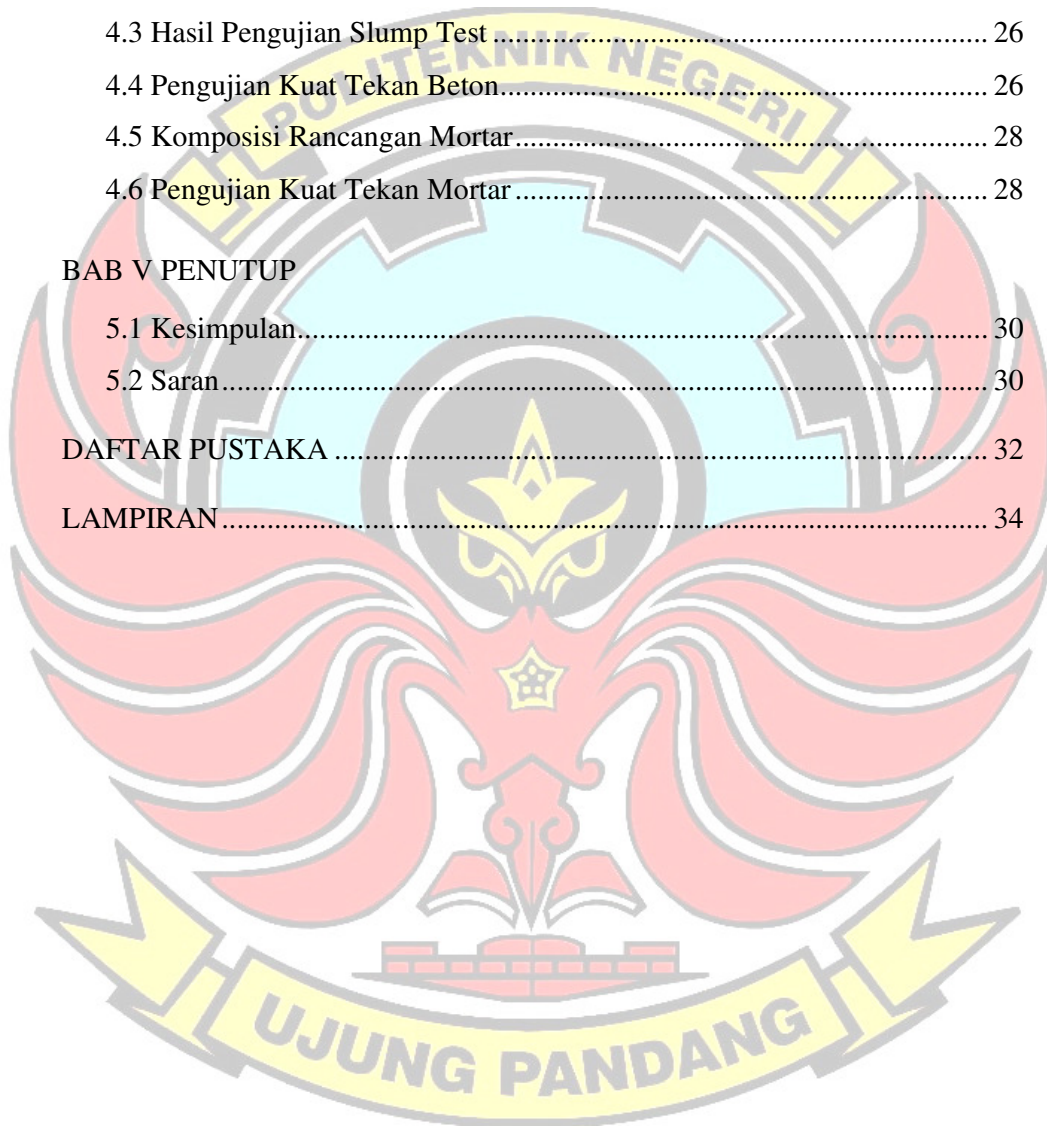 4.3 Hasil Pengujian Slump Test ........ 26
4.4 Pengujian Kuat Tekan Beton ........ 26
4.5 Komposisi Rancangan Mortar ........ 28
4.6 Pengujian Kuat Tekan Mortar ........ 28
BAB V PENUTUP
5.1 Kesimpulan ........ 30
5.2 Saran ........ 30
DAFTAR PUSTAKA ........ 32
LAMPIRAN ........ 34
POLITEKNIK NEGERI
UJUNG PANDANG